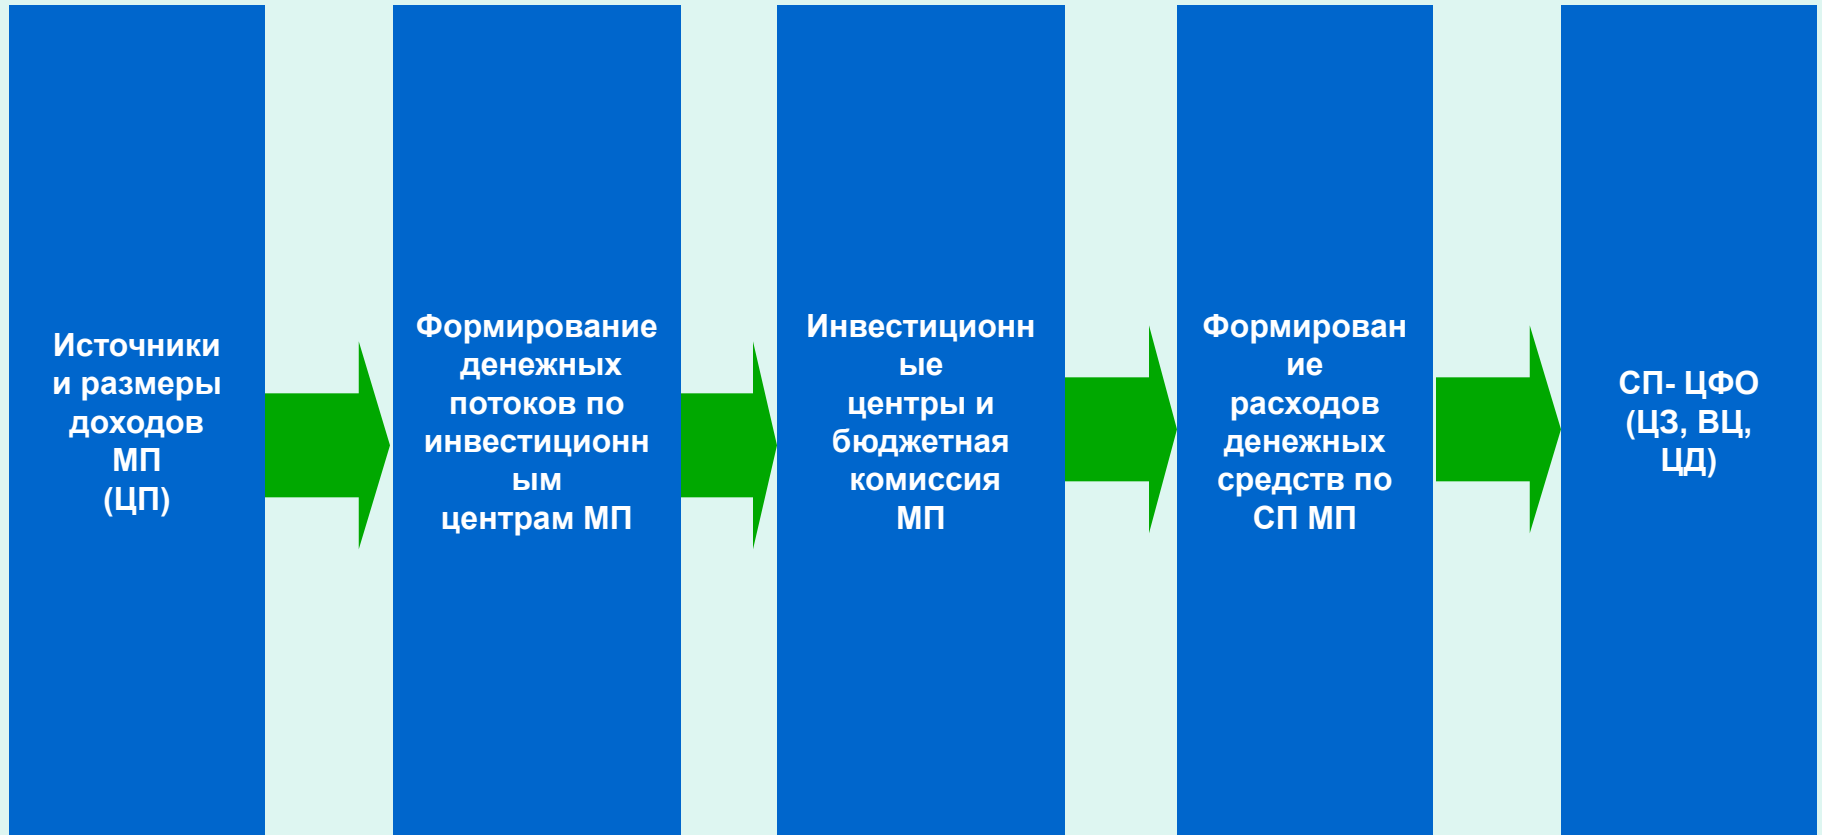 Источники
и размеры
доходов
МП
(ЦП)
Формирование
денежных
потоков по
инвестиционн
ым
центрам МП
Инвестиционн
ые
центры и
бюджетная
комиссия
МП
Формирован
ие
расходов
денежных
средств по
СП МП
СП- ЦФО
(ЦЗ, ВЦ,
ЦД)